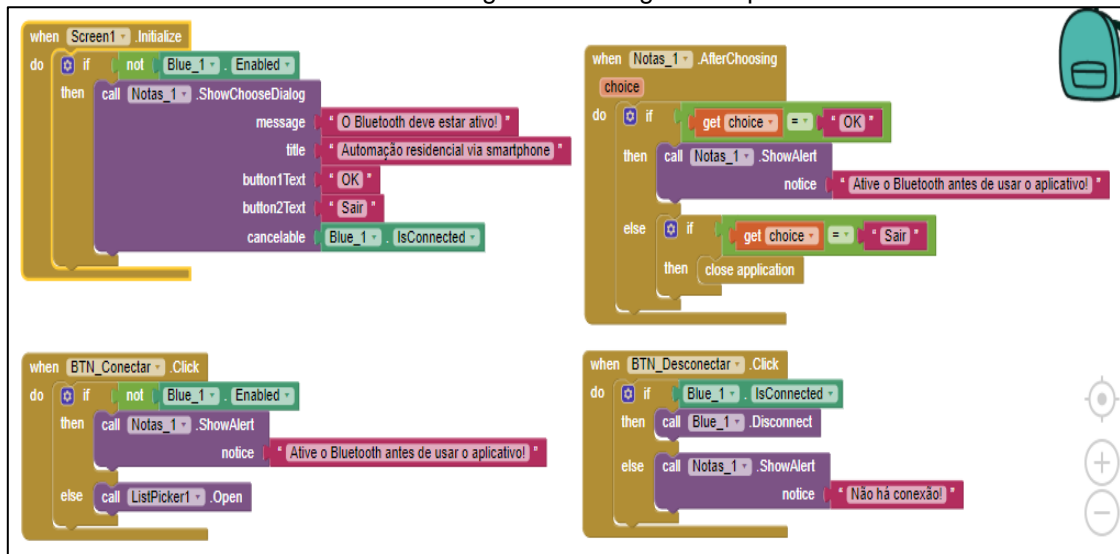 when Screen1 .Initialize
do if not Blue_1 . Enabled
then call Notas_1 .ShowChooseDialog
message " O Bluetooth deve estar ativo! "
title " Automação residencial via smartphone "
button1Text " OK "
button2Text " Sair "
cancelable Blue_1 . IsConnected
when Notas_1 .AfterChoosing
choice
do if get choice = " OK "
then call Notas_1 .ShowAlert
notice " Ative o Bluetooth antes de usar o aplicativo! "
else if get choice = " Sair "
then close application
when BTN_Conectar .Click
do if not Blue_1 . Enabled
then call Notas_1 .ShowAlert
notice " Ative o Bluetooth antes de usar o aplicativo! "
else call ListPicker1 .Open
when BTN_Desconectar .Click
do if Blue_1 . IsConnected
then call Blue_1 .Disconnect
else call Notas_1 .ShowAlert
notice " Não há conexão! "